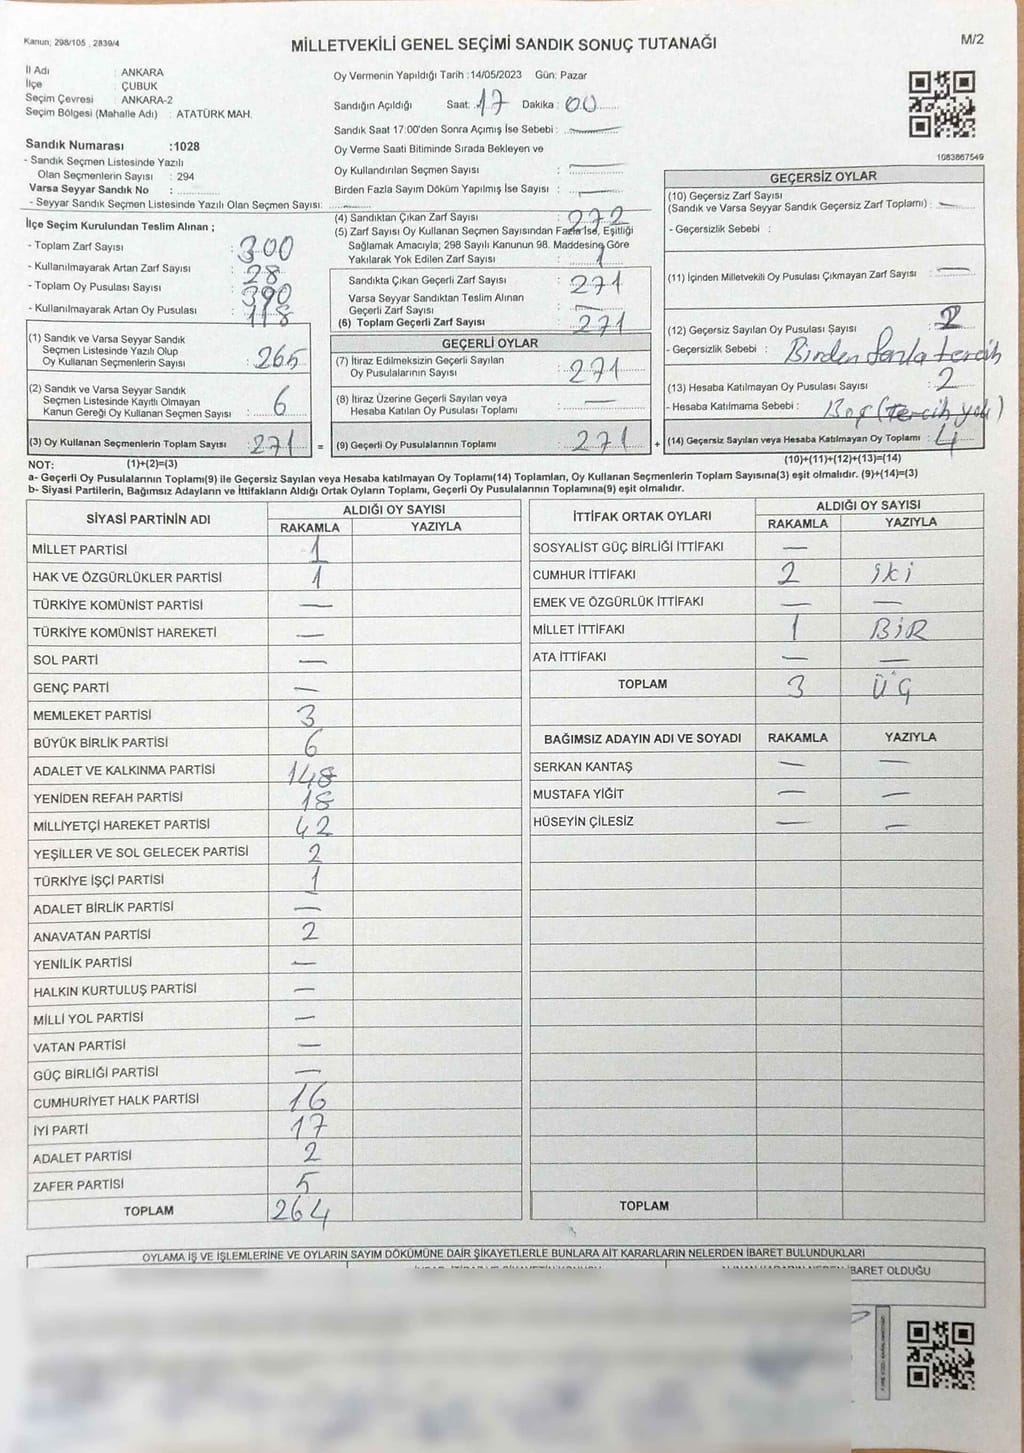 Kanun; 298/105 , 2839/4
MİLLETVEKİLİ GENEL SEÇİMİ SANDIK SONUÇ TUTANAĞI
M/2
İl Adı : ANKARA
İlçe : ÇUBUK
Seçim Çevresi : ANKARA-2
Seçim Bölgesi (Mahalle Adı) : ATATÜRK MAH.
Sandık Numarası :1028
- Sandık Seçmen Listesinde Yazılı
Olan Seçmenlerin Sayısı : 294
Varsa Seyyar Sandık No :
- Seyyar Sandık Seçmen Listesinde Yazılı Olan Seçmen Sayısı: —
Oy Vermenin Yapıldığı Tarih :14/05/2023 Gün: Pazar
Sandığın Açıldığı Saat: 17 Dakika : 00
Sandık Saat 17:00'den Sonra Açımış İse Sebebi : —
Oy Verme Saati Bitiminde Sırada Bekleyen ve
Oy Kullandırılan Seçmen Sayısı : —
Birden Fazla Sayım Döküm Yapılmış İse Sayısı : —
1083867549
İlçe Seçim Kurulundan Teslim Alınan ;
- Toplam Zarf Sayısı : 300
- Kullanılmayarak Artan Zarf Sayısı : 28
- Toplam Oy Pusulası Sayısı : 390
- Kullanılmayarak Artan Oy Pusulası : 118
(1) Sandık ve Varsa Seyyar Sandık
Seçmen Listesinde Yazılı Olup
Oy Kullanan Seçmenlerin Sayısı : 265
(2) Sandık ve Varsa Seyyar Sandık
Seçmen Listesinde Kayıtlı Olmayan
Kanun Gereği Oy Kullanan Seçmen Sayısı : 6
(3) Oy Kullanan Seçmenlerin Toplam Sayısı : 271 =
(4) Sandıktan Çıkan Zarf Sayısı : 272
(5) Zarf Sayısı Oy Kullanan Seçmen Sayısından Fazla İse, Eşitliği
Sağlamak Amacıyla; 298 Sayılı Kanunun 98. Maddesine Göre
Yakılarak Yok Edilen Zarf Sayısı : 1
Sandıkta Çıkan Geçerli Zarf Sayısı : 271
Varsa Seyyar Sandıktan Teslim Alınan
Geçerli Zarf Sayısı : —
(6) Toplam Geçerli Zarf Sayısı : 271
GEÇERLİ OYLAR
(7) İtiraz Edilmeksizin Geçerli Sayılan
Oy Pusulalarının Sayısı : 271
(8) İtiraz Üzerine Geçerli Sayılan veya
Hesaba Katılan Oy Pusulası Toplamı : —
(9) Geçerli Oy Pusulalarının Toplamı : 271 +
GEÇERSİZ OYLAR
(10) Geçersiz Zarf Sayısı
(Sandık ve Varsa Seyyar Sandık Geçersiz Zarf Toplamı) : —
- Geçersizlik Sebebi :
(11) İçinden Milletvekili Oy Pusulası Çıkmayan Zarf Sayısı : —
(12) Geçersiz Sayılan Oy Pusulası Sayısı : 2
- Geçersizlik Sebebi : Birden fazla tercih
(13) Hesaba Katılmayan Oy Pusulası Sayısı : 2
- Hesaba Katılmama Sebebi : Boş (tercih yok)
(14) Geçersiz Sayılan veya Hesaba Katılmayan Oy Toplamı : 4
NOT: (1)+(2)=(3)
(10)+(11)+(12)+(13)=(14)
a- Geçerli Oy Pusulalarının Toplamı(9) ile Geçersiz Sayılan veya Hesaba katılmayan Oy Toplamı(14) Toplamları, Oy Kullanan Seçmenlerin Toplam Sayısına(3) eşit olmalıdır. (9)+(14)=(3)
b- Siyasi Partilerin, Bağımsız Adayların ve İttifakların Aldığı Ortak Oyların Toplamı, Geçerli Oy Pusulalarının Toplamına(9) eşit olmalıdır.
SİYASİ PARTİNİN ADI
ALDIĞI OY SAYISI
RAKAMLA YAZIYLA
MİLLET PARTİSİ 1
HAK VE ÖZGÜRLÜKLER PARTİSİ 1
TÜRKİYE KOMÜNİST PARTİSİ —
TÜRKİYE KOMÜNİST HAREKETİ —
SOL PARTİ —
GENÇ PARTİ —
MEMLEKET PARTİSİ 3
BÜYÜK BİRLİK PARTİSİ 6
ADALET VE KALKINMA PARTİSİ 148
YENİDEN REFAH PARTİSİ 18
MİLLİYETÇİ HAREKET PARTİSİ 42
YEŞİLLER VE SOL GELECEK PARTİSİ 2
TÜRKİYE İŞÇİ PARTİSİ 1
ADALET BİRLİK PARTİSİ —
ANAVATAN PARTİSİ 2
YENİLİK PARTİSİ —
HALKIN KURTULUŞ PARTİSİ —
MİLLİ YOL PARTİSİ —
VATAN PARTİSİ —
GÜÇ BİRLİĞİ PARTİSİ —
CUMHURİYET HALK PARTİSİ 16
İYİ PARTİ 17
ADALET PARTİSİ 2
ZAFER PARTİSİ 5
TOPLAM 264
İTTİFAK ORTAK OYLARI
ALDIĞI OY SAYISI
RAKAMLA YAZIYLA
SOSYALİST GÜÇ BİRLİĞİ İTTİFAKI —
CUMHUR İTTİFAKI 2 iki
EMEK VE ÖZGÜRLÜK İTTİFAKI — —
MİLLET İTTİFAKI 1 BİR
ATA İTTİFAKI — —
TOPLAM 3 ÜÇ
BAĞIMSIZ ADAYIN ADI VE SOYADI RAKAMLA YAZIYLA
SERKAN KANTAŞ — —
MUSTAFA YİĞİT — —
HÜSEYİN ÇİLESİZ — —
TOPLAM
OYLAMA İŞ VE İŞLEMLERİNE VE OYLARIN SAYIM DÖKÜMÜNE DAİR ŞİKAYETLERLE BUNLARA AİT KARARLARIN NELERDEN İBARET BULUNDUKLARI
İBARET OLDUĞU